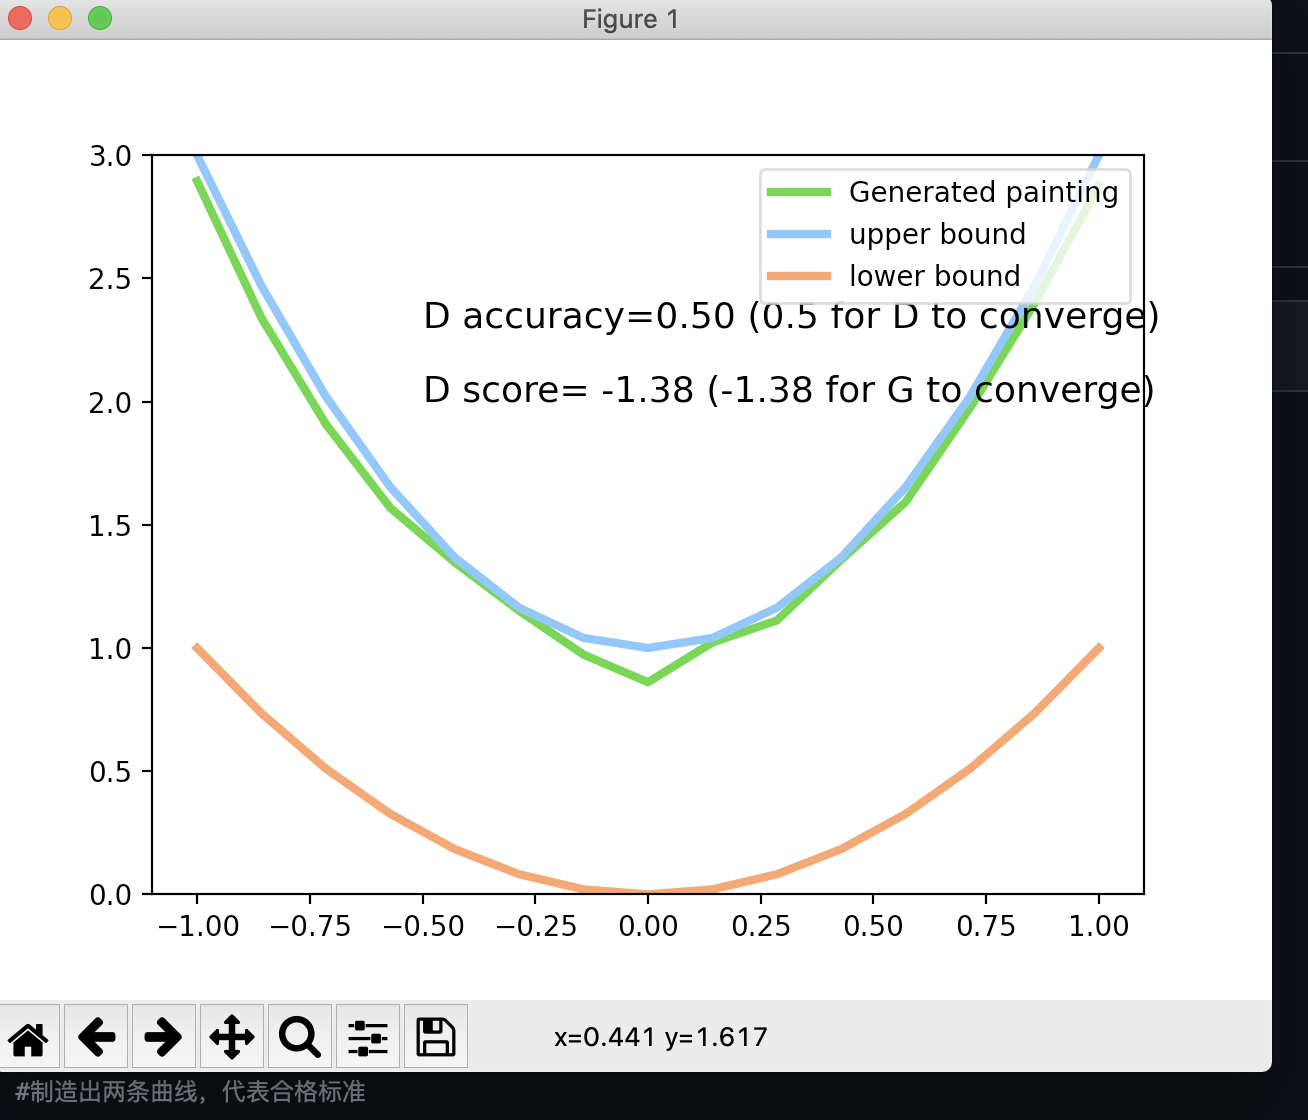 Figure 1
3.0
2.5
2.0
1.5
1.0
0.5
0.0
Generated painting
upper bound
lower bound
D accuracy=0.50 (0.5 for D to converge)
D score= -1.38 (-1.38 for G to converge)
−1.00 −0.75 −0.50 −0.25 0.00 0.25 0.50 0.75 1.00
x=0.441 y=1.617
#制造出两条曲线，代表合格标准